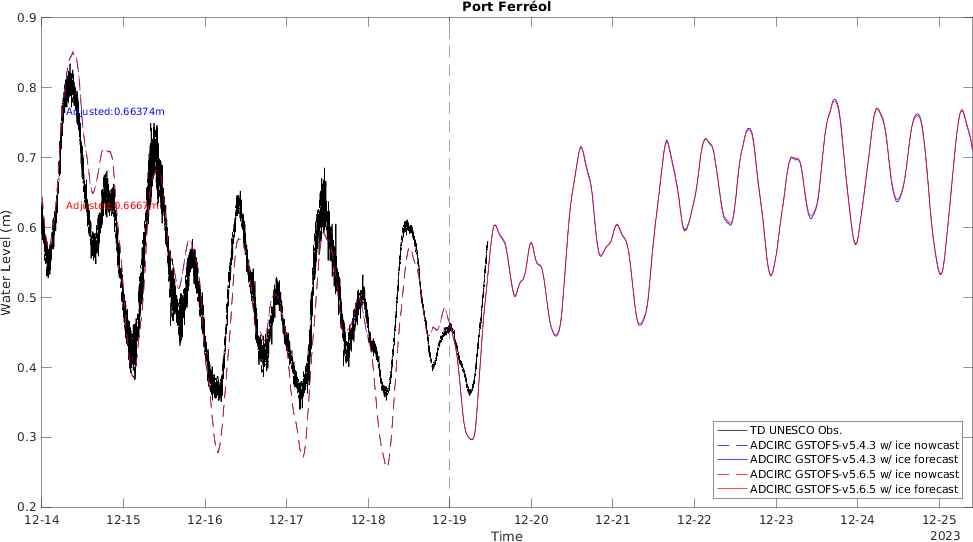 Port Ferréol
Water Level (m)
0.9
0.8
0.7
0.6
0.5
0.4
0.3
0.2
Adjusted:0.66374m
Adjusted:0.6667m
TD UNESCO Obs.
ADCIRC GSTOFS-v5.4.3 w/ ice nowcast
ADCIRC GSTOFS-v5.4.3 w/ ice forecast
ADCIRC GSTOFS-v5.6.5 w/ ice nowcast
ADCIRC GSTOFS-v5.6.5 w/ ice forecast
12-14 12-15 12-16 12-17 12-18 12-19 12-20 12-21 12-22 12-23 12-24 12-25
Time
2023